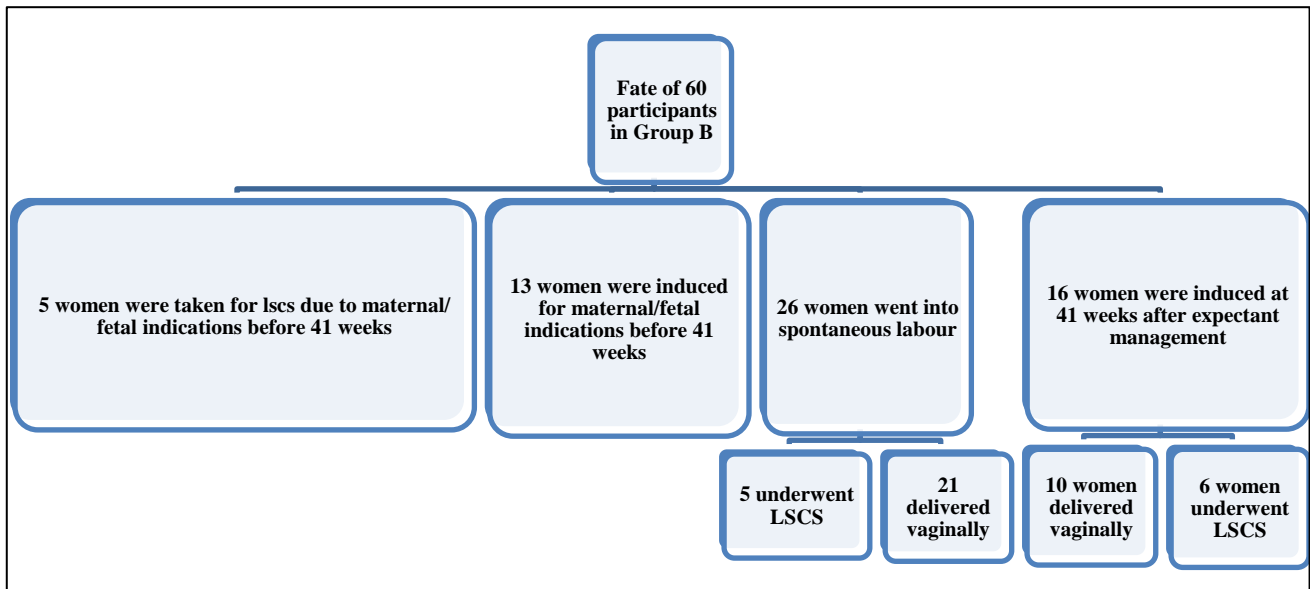 Fate of 60
participants
in Group B
5 women were taken for lscs due to maternal/
fetal indications before 41 weeks
13 women were induced
for maternal/fetal
indications before 41
weeks
26 women went into
spontaneous labour
16 women were induced at
41 weeks after expectant
management
5 underwent
LSCS
21
delivered
vaginally
10 women
delivered
vaginally
6 women
underwent
LSCS